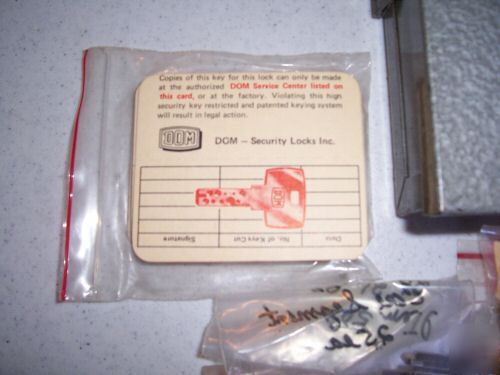 Copies of this key for this lock can only be made
at the authorized DOM Service Center listed on
this card, or at the factory. Violating this high
security key restricted and patented keying system
will result in legal action.
DOM
DOM – Security Locks Inc.
DOM
Date No. of Keys Cut Signature
25 ea